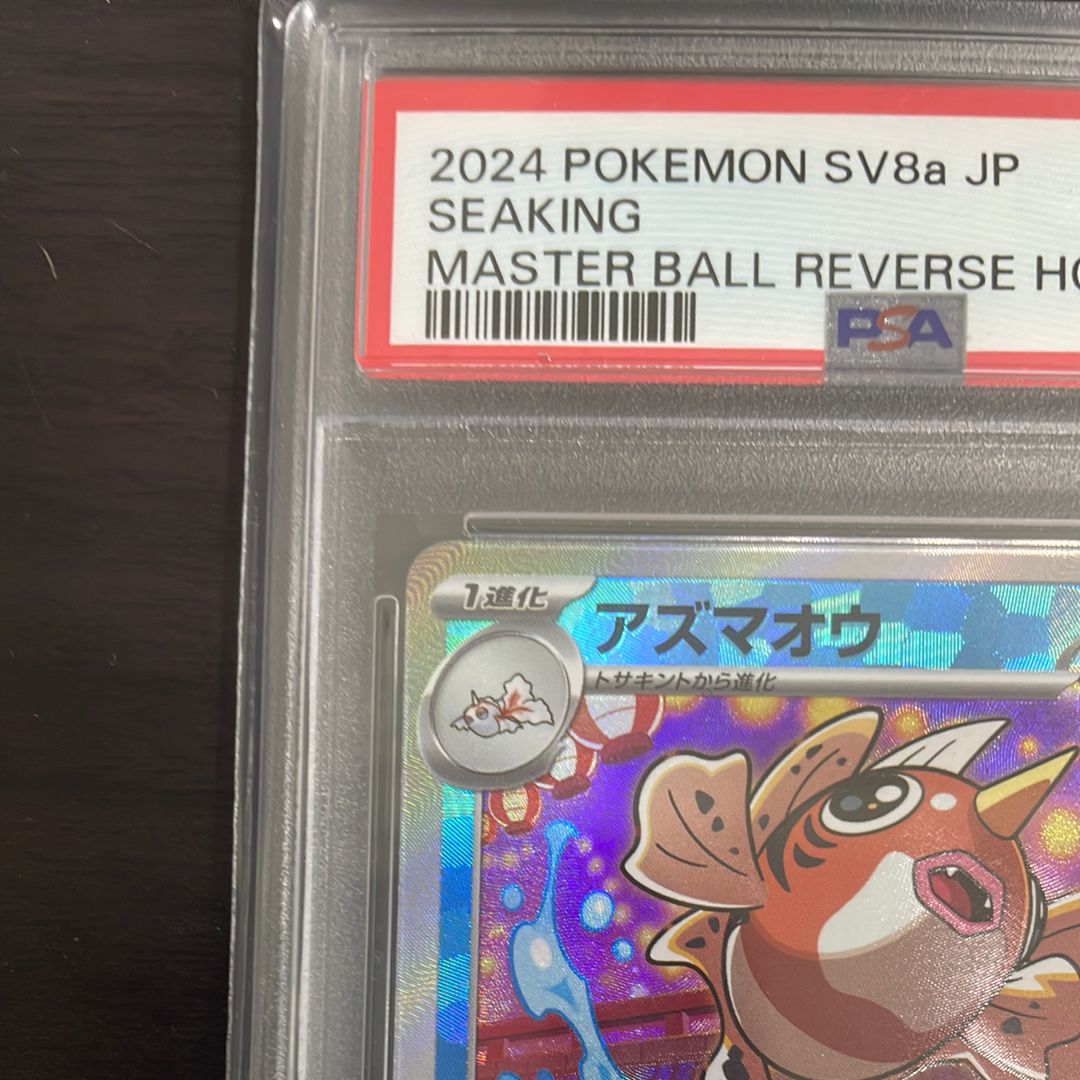 2024 POKEMON SV8a JP
SEAKING
MASTER BALL REVERSE HO
PSA
1進化
アズマオウ
トサキントから進化